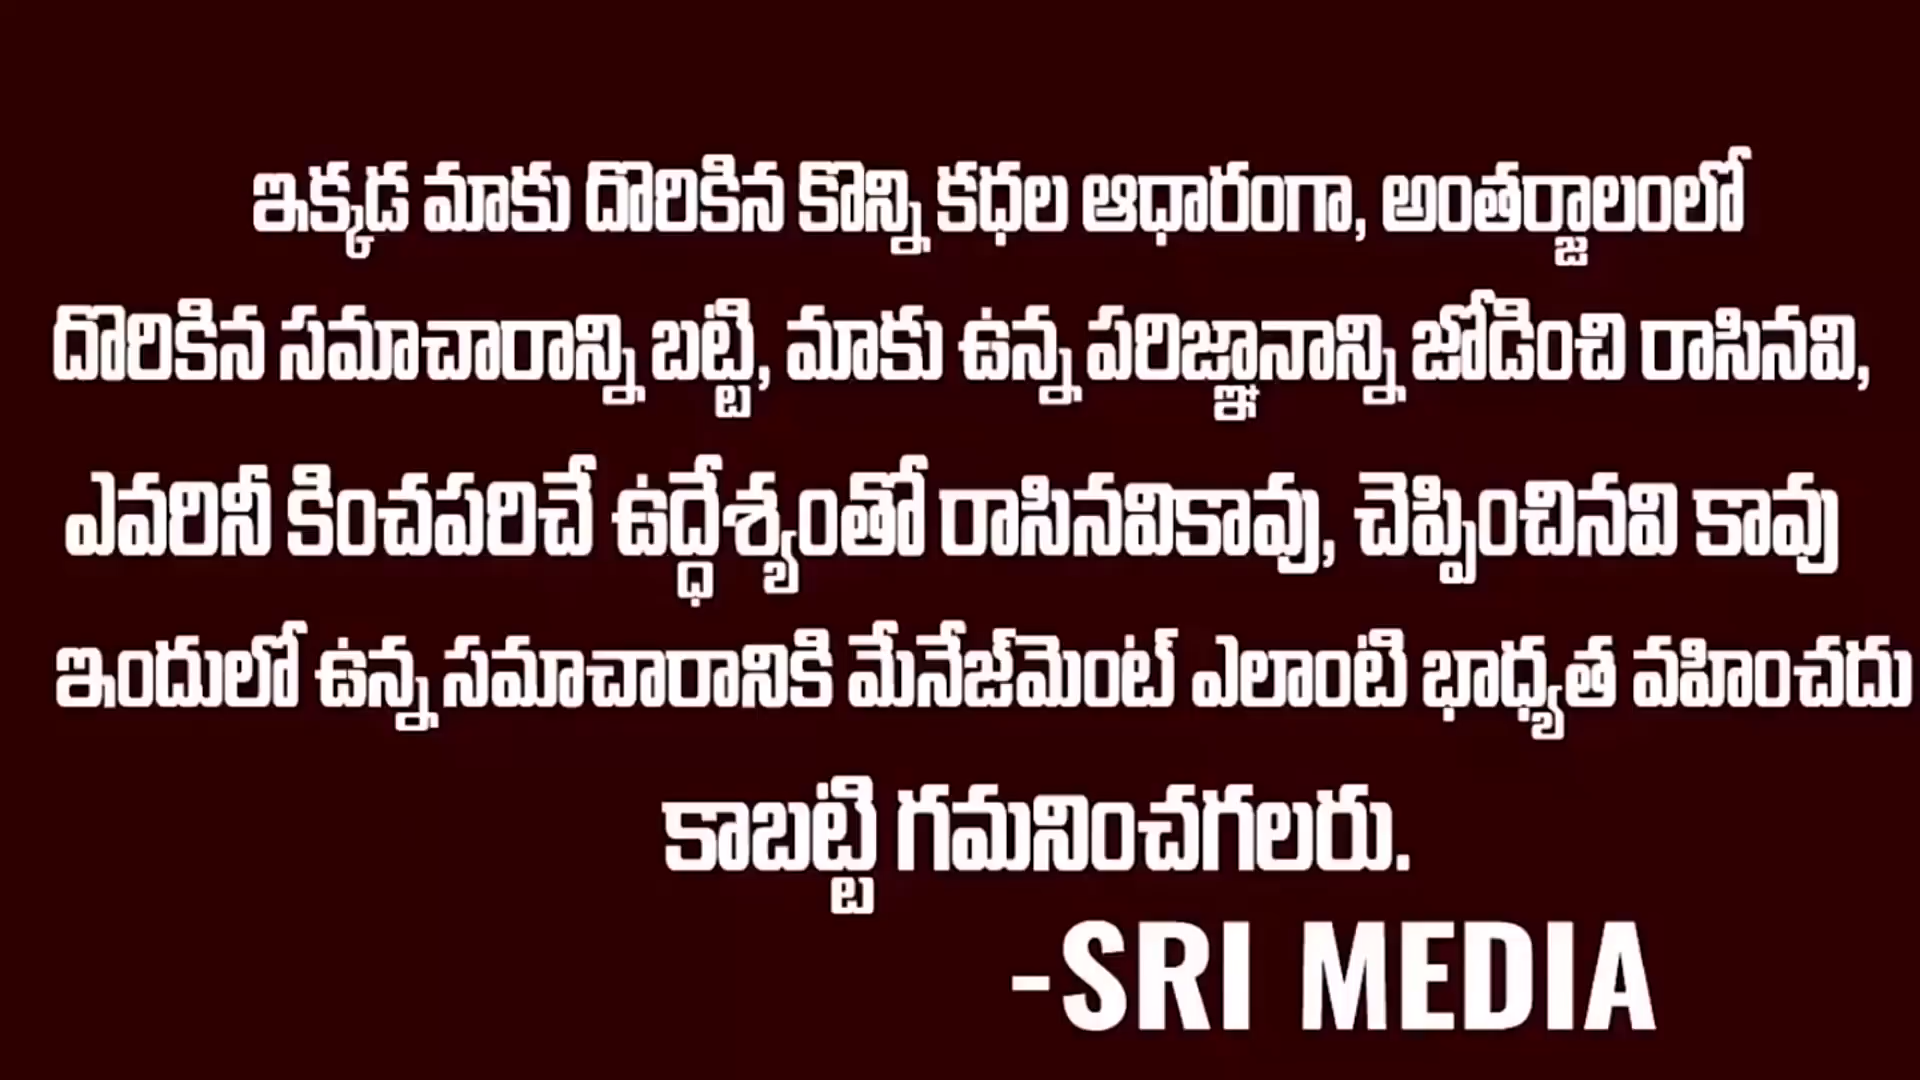 ఇక్కడ మాకు దొరికిన కొన్ని కధల ఆధారంగా, అంతర్జాలంలో
దొరికిన సమాచారాన్ని బట్టి, మాకు ఉన్న పరిజ్ఞానాన్ని జోడించి రాసినవి,
ఎవరినీ కించపరిచే ఉద్ధేశ్యంతో రాసినవికావు, చెప్పించినవి కావు
ఇందులో ఉన్న సమాచారానికి మేనేజ్‌మెంట్ ఎలాంటి భాధ్యత వహించదు
కాబట్టి గమనించగలరు.
-SRI MEDIA